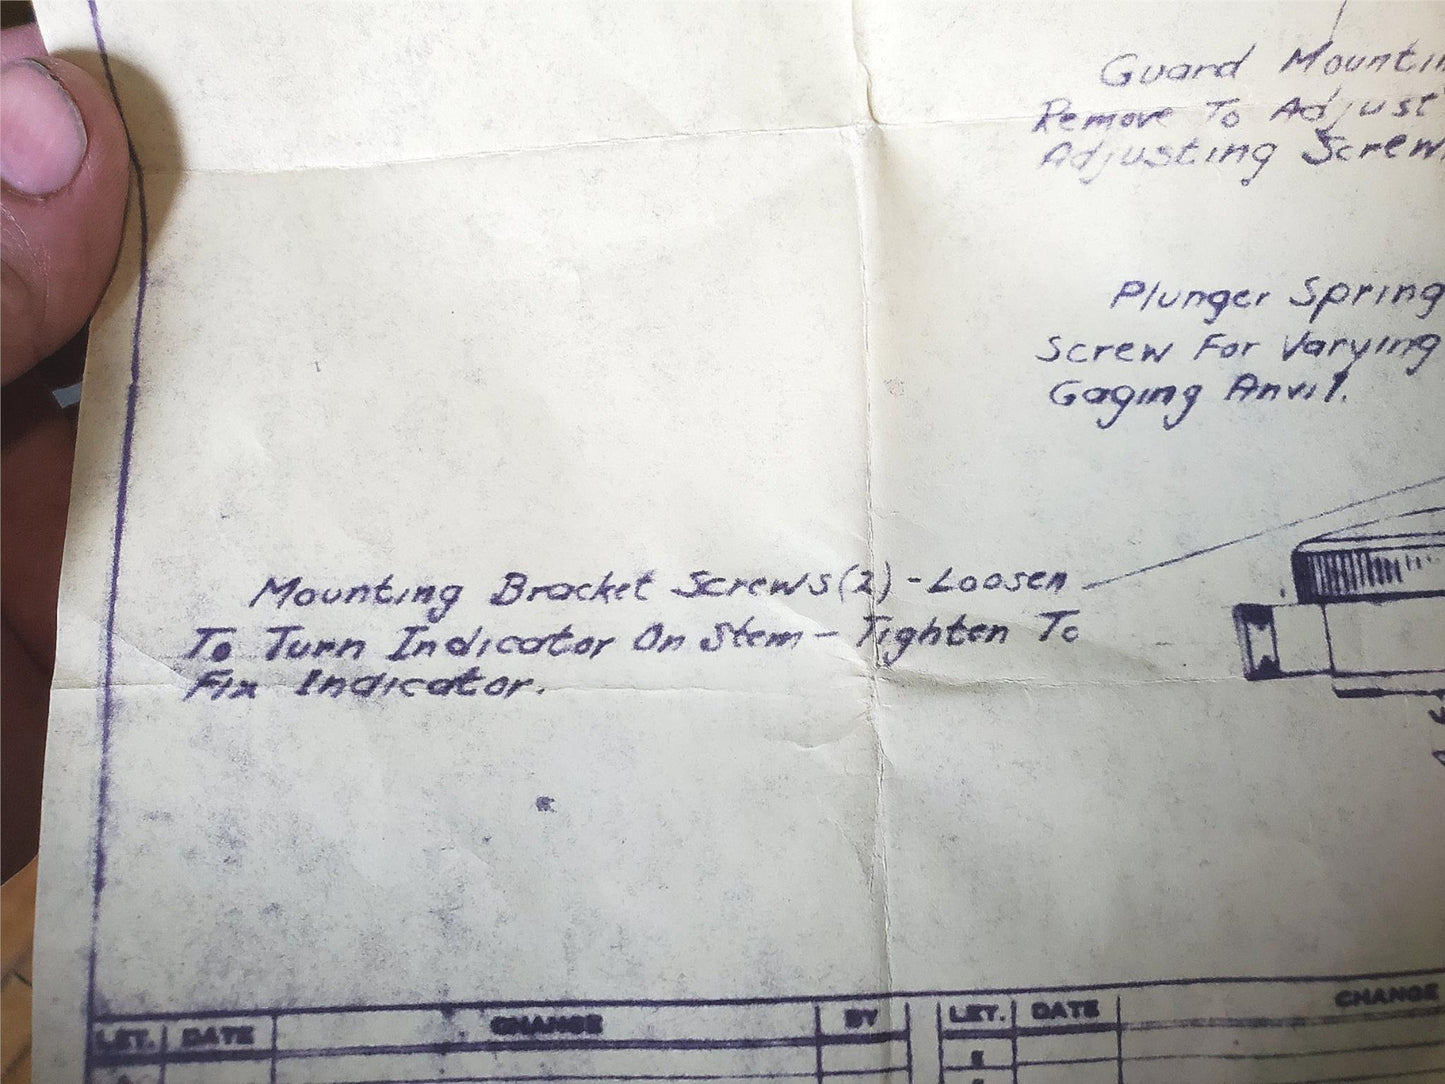 Guard Mounti
Remove To Adjust
Adjusting Screw
Plunger Spring
Screw For Varying
Gaging Anvil.
Mounting Bracket Screws (2) - Loosen
To Turn Indicator On Stem - Tighten To
Fix Indicator.
LET. DATE CHANGE BY LET. DATE CHANGE